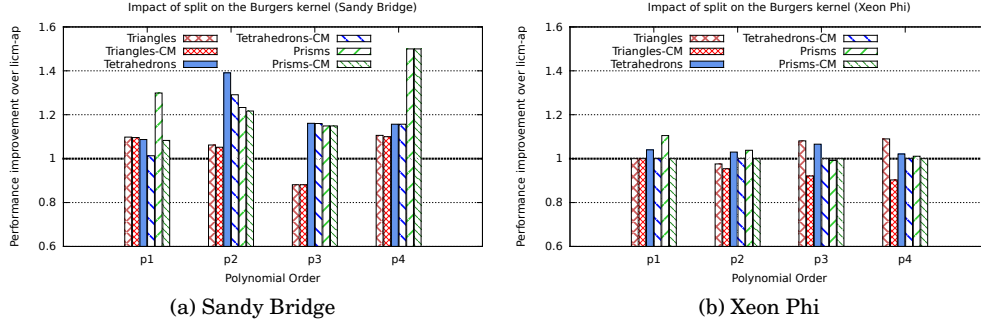 Impact of split on the Burgers kernel (Sandy Bridge)
Performance improvement over licm-ap
1.6
1.4
1.2
1
0.8
0.6
Triangles
Triangles-CM
Tetrahedrons
Tetrahedrons-CM
Prisms
Prisms-CM
p1 p2 p3 p4
Polynomial Order
(a) Sandy Bridge
Impact of split on the Burgers kernel (Xeon Phi)
Performance improvement over licm-ap
1.6
1.4
1.2
1
0.8
0.6
Triangles
Triangles-CM
Tetrahedrons
Tetrahedrons-CM
Prisms
Prisms-CM
p1 p2 p3 p4
Polynomial Order
(b) Xeon Phi